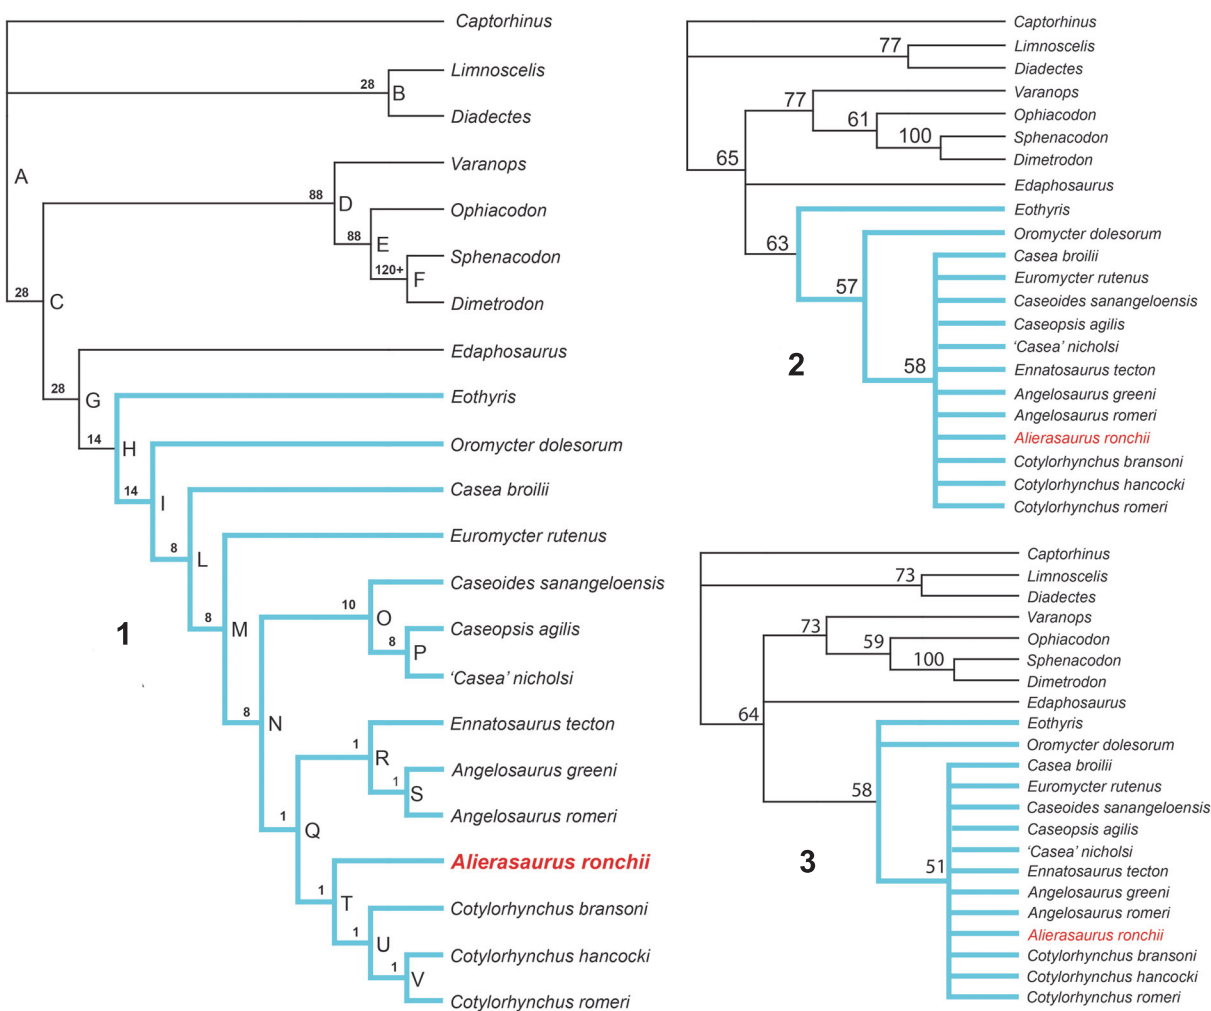 Captorhinus
Limnoscelis
28
B
Diadectes
A
Varanops
88
D
Ophiacodon
88
E
Sphenacodon
120+
F
Dimetrodon
28
C
Edaphosaurus
28
G
Eothyris
14
H
Oromycter dolesorum
14
I
Casea broilii
8
L
Euromycter rutenus
8
M
Caseoides sanangeloensis
10
O
Caseopsis agilis
8
P
‘Casea’ nicholsi
1
8
N
Ennatosaurus tecton
1
R
Angelosaurus greeni
1
S
Angelosaurus romeri
1
Q
Alierasaurus ronchii
1
T
Cotylorhynchus bransoni
1
U
Cotylorhynchus hancocki
1
V
Cotylorhynchus romeri
Captorhinus
77
Limnoscelis
Diadectes
Varanops
77
Ophiacodon
61
Sphenacodon
100
Dimetrodon
65
Edaphosaurus
Eothyris
63
Oromycter dolesorum
Casea broilii
Euromycter rutenus
57
Caseoides sanangeloensis
Caseopsis agilis
‘Casea’ nicholsi
2
58
Ennatosaurus tecton
Angelosaurus greeni
Angelosaurus romeri
Alierasaurus ronchii
Cotylorhynchus bransoni
Cotylorhynchus hancocki
Cotylorhynchus romeri
Captorhinus
73
Limnoscelis
Diadectes
Varanops
73
Ophiacodon
59
Sphenacodon
100
Dimetrodon
Edaphosaurus
64
Eothyris
Oromycter dolesorum
Casea broilii
Euromycter rutenus
58
Caseoides sanangeloensis
Caseopsis agilis
‘Casea’ nicholsi
3
51
Ennatosaurus tecton
Angelosaurus greeni
Angelosaurus romeri
Alierasaurus ronchii
Cotylorhynchus bransoni
Cotylorhynchus hancocki
Cotylorhynchus romeri